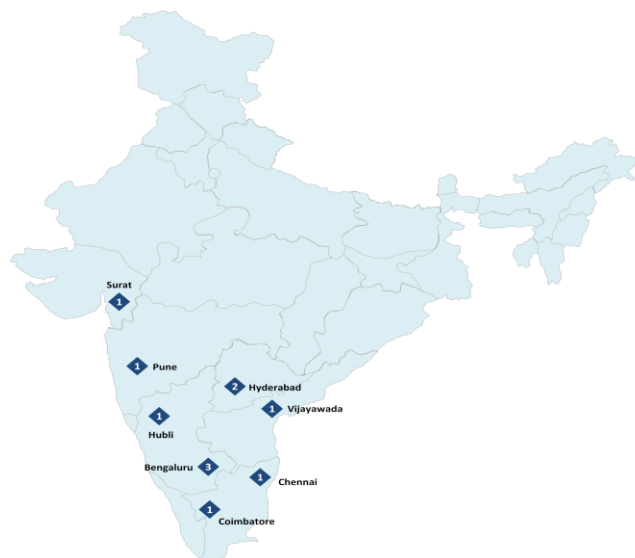 Surat
1
1 Pune
2 Hyderabad
1 Vijayawada
1
Hubli
Bengaluru 3
1 Chennai
1
Coimbatore